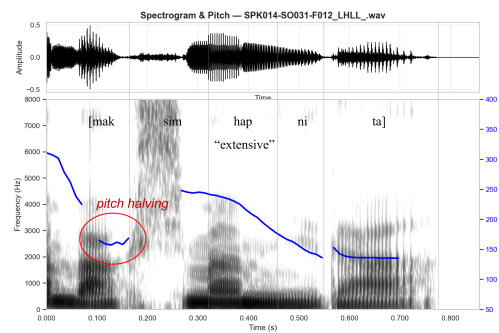 Spectrogram & Pitch — SPK014-SO031-F012_LHLL_.wav
0.5
0.0
−0.5
Amplitude
Time
8000
7000
6000
5000
4000
3000
2000
1000
0
Frequency (Hz)
400
350
300
250
200
150
100
50
[mak sim hap ni ta]
“extensive”
pitch halving
0.000 0.100 0.200 0.300 0.400 0.500 0.600 0.700 0.800
Time (s)